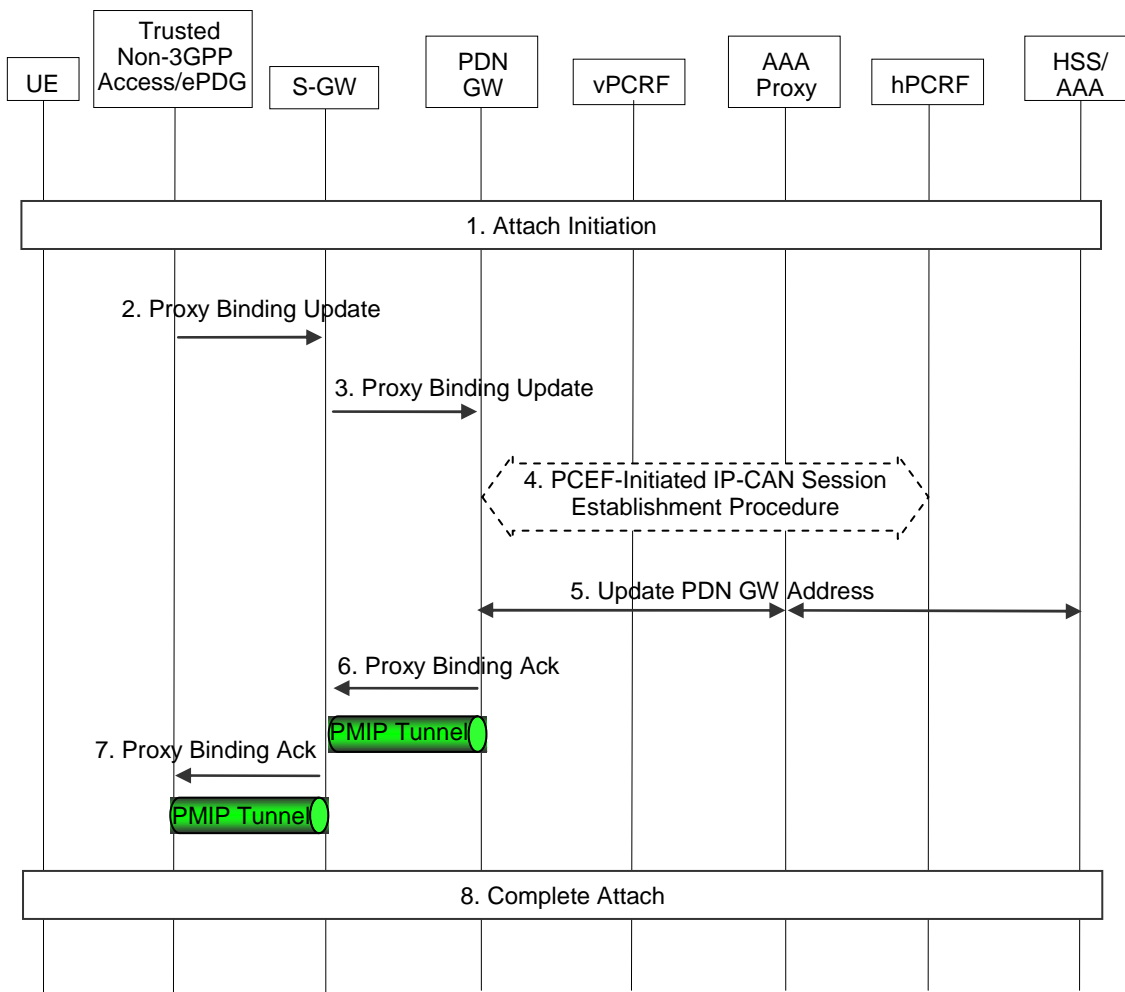 UE
Trusted
Non-3GPP
Access/ePDG
S-GW
PDN
GW
vPCRF
AAA
Proxy
hPCRF
HSS/
AAA
1. Attach Initiation
2. Proxy Binding Update
3. Proxy Binding Update
4. PCEF-Initiated IP-CAN Session
Establishment Procedure
5. Update PDN GW Address
6. Proxy Binding Ack
PMIP Tunnel
7. Proxy Binding Ack
PMIP Tunnel
8. Complete Attach